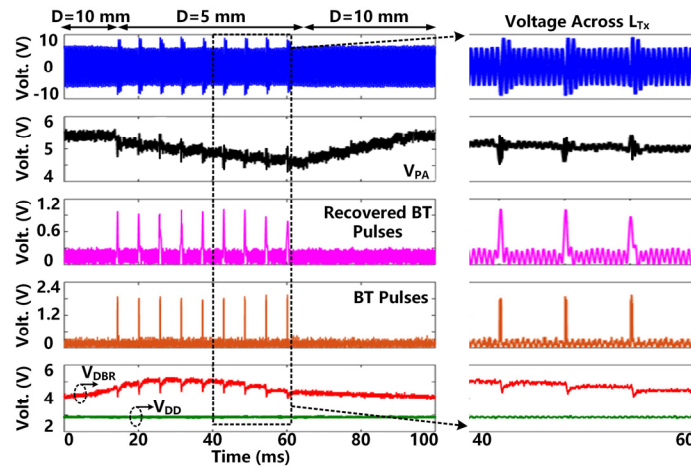 D=10 mm D=5 mm D=10 mm
Voltage Across L_Tx
Volt. (V) 10 0 -10
Volt. (V) 6 5 4
V_PA
Volt. (V) 1.2 0.6 0
Recovered BT
Pulses
Volt. (V) 2.4 1.2 0
BT Pulses
Volt. (V) 6 4 2
V_DBR
V_DD
0 20 40 60 80 100
40 60
Time (ms)